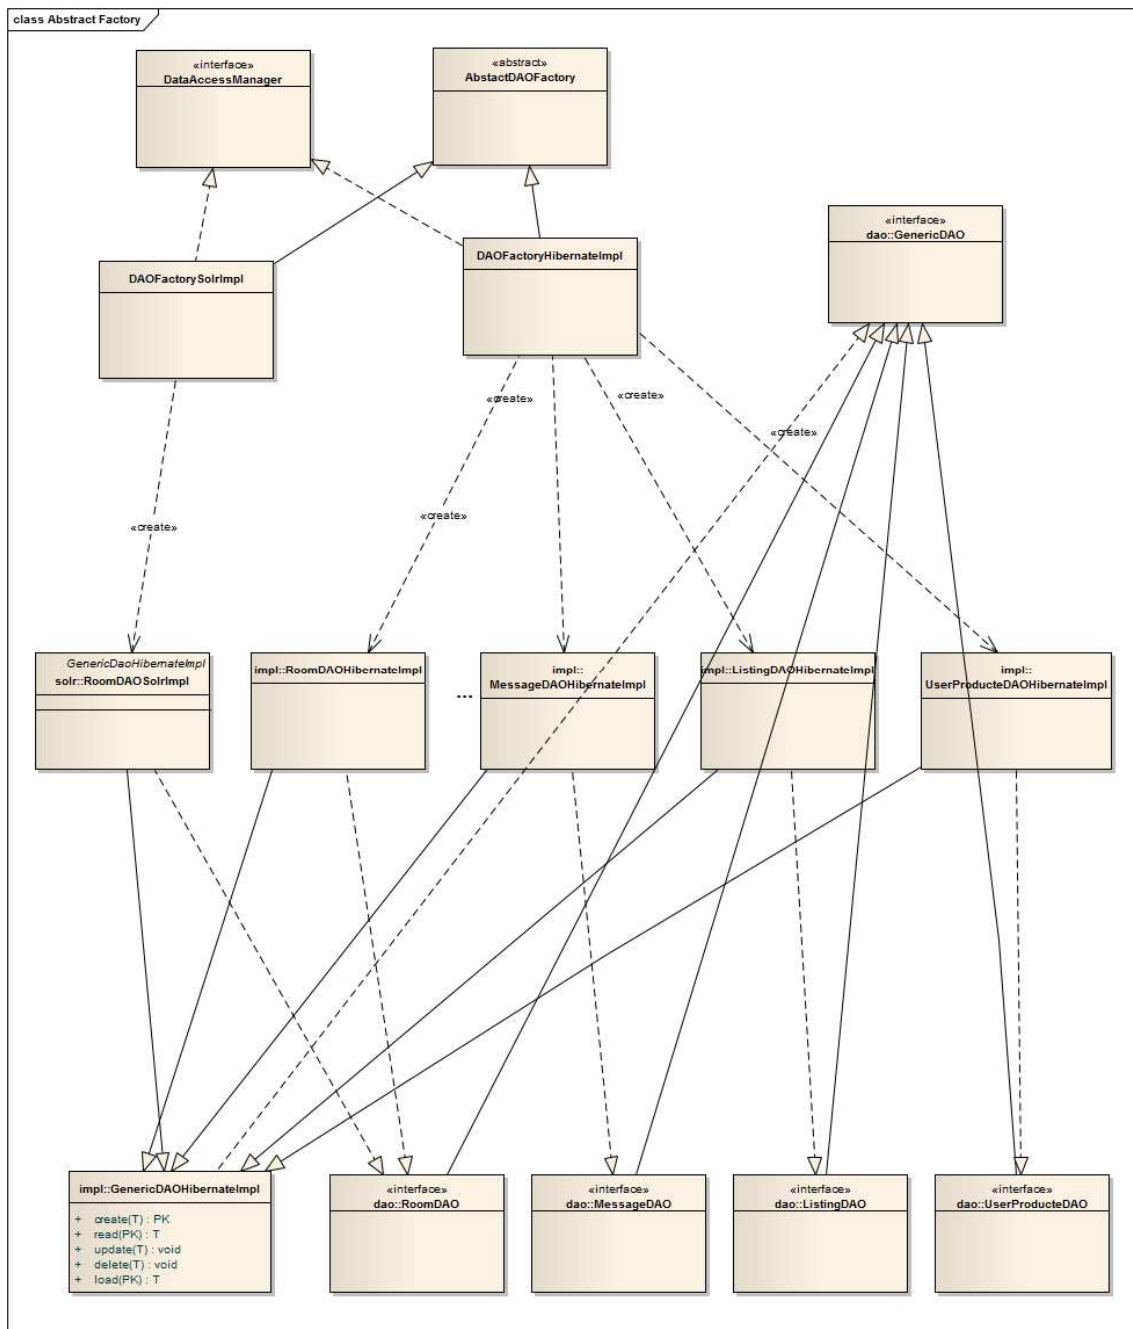 class Abstract Factory
«interface»
DataAccessManager
«abstract»
AbstactDAOFactory
«interface»
dao::GenericDAO
DAOFactorySolrImpl
DAOFactoryHibernateImpl
«create»
«create»
«create»
«create»
«create»
GenericDaoHibernateImpl
solr::RoomDAOSolrImpl
impl::RoomDAOHibernateImpl
...
impl::
MessageDAOHibernateImpl
impl::ListingDAOHibernateImpl
impl::
UserProducteDAOHibernateImpl
impl::GenericDAOHibernateImpl
+ create(T) : PK
+ read(PK) : T
+ update(T) : void
+ delete(T) : void
+ load(PK) : T
«interface»
dao::RoomDAO
«interface»
dao::MessageDAO
«interface»
dao::ListingDAO
«interface»
dao::UserProducteDAO